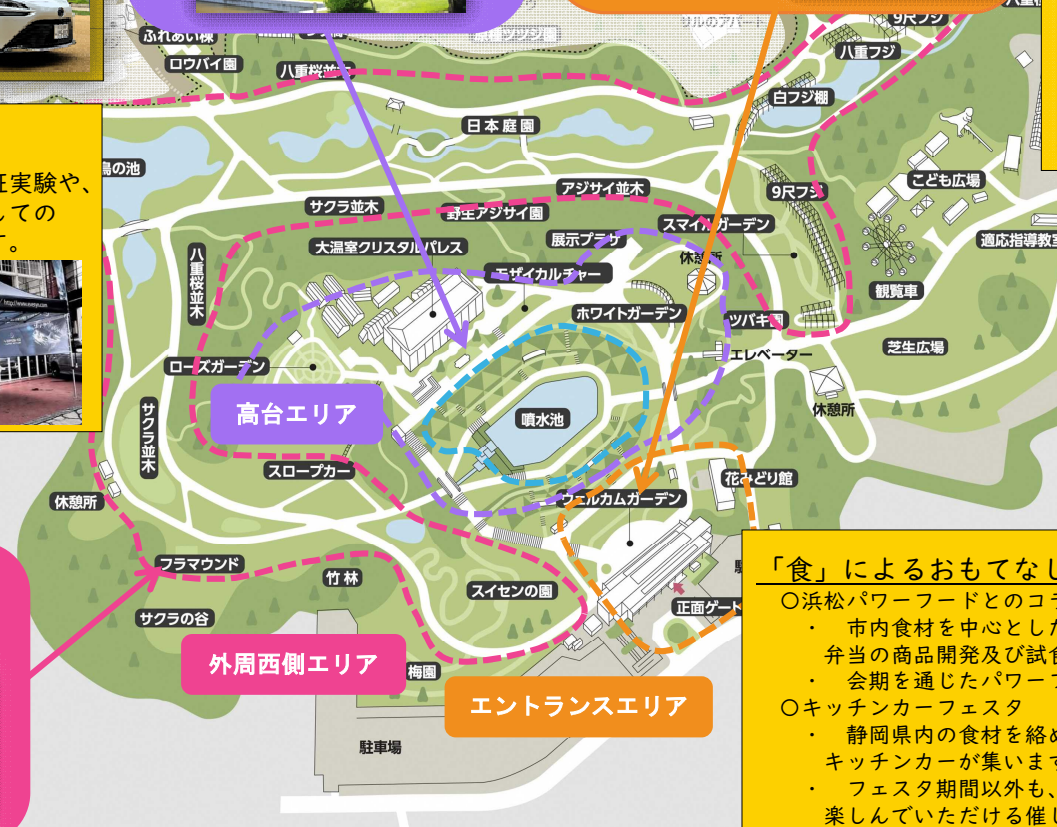 サルのアパート
9尺フジ
ふれあい棟
八重フジ
ロウバイ園
八重桜並木
白フジ棚
日本庭園
鳥の池
証実験や、
しての
す。
http://www.everyui.com
アジサイ並木
9尺フジ
こども広場
サクラ並木
野生アジサイ園
スマイルガーデン
展示プラザ
適応指導教室
大温室クリスタルパレス
休憩所
八重桜並木
モザイカルチャー
観覧車
ホワイトガーデン
ツバキ園
芝生広場
エレベーター
ローズガーデン
高台エリア
噴水池
休憩所
サクラ並木
スロープカー
花みどり館
休憩所
ウェルカムガーデン
フラマウンド
竹林
スイセンの園
正面ゲート
サクラの谷
外周西側エリア
梅園
エントランスエリア
駐車場
「食」によるおもてなし
○浜松パワーフードとのコラ
・ 市内食材を中心とした
弁当の商品開発及び試食
・ 会期を通じたパワーフ
○キッチンカーフェスタ
・ 静岡県内の食材を絡め
キッチンカーが集います
・ フェスタ期間以外も、
楽しんでいただける催し